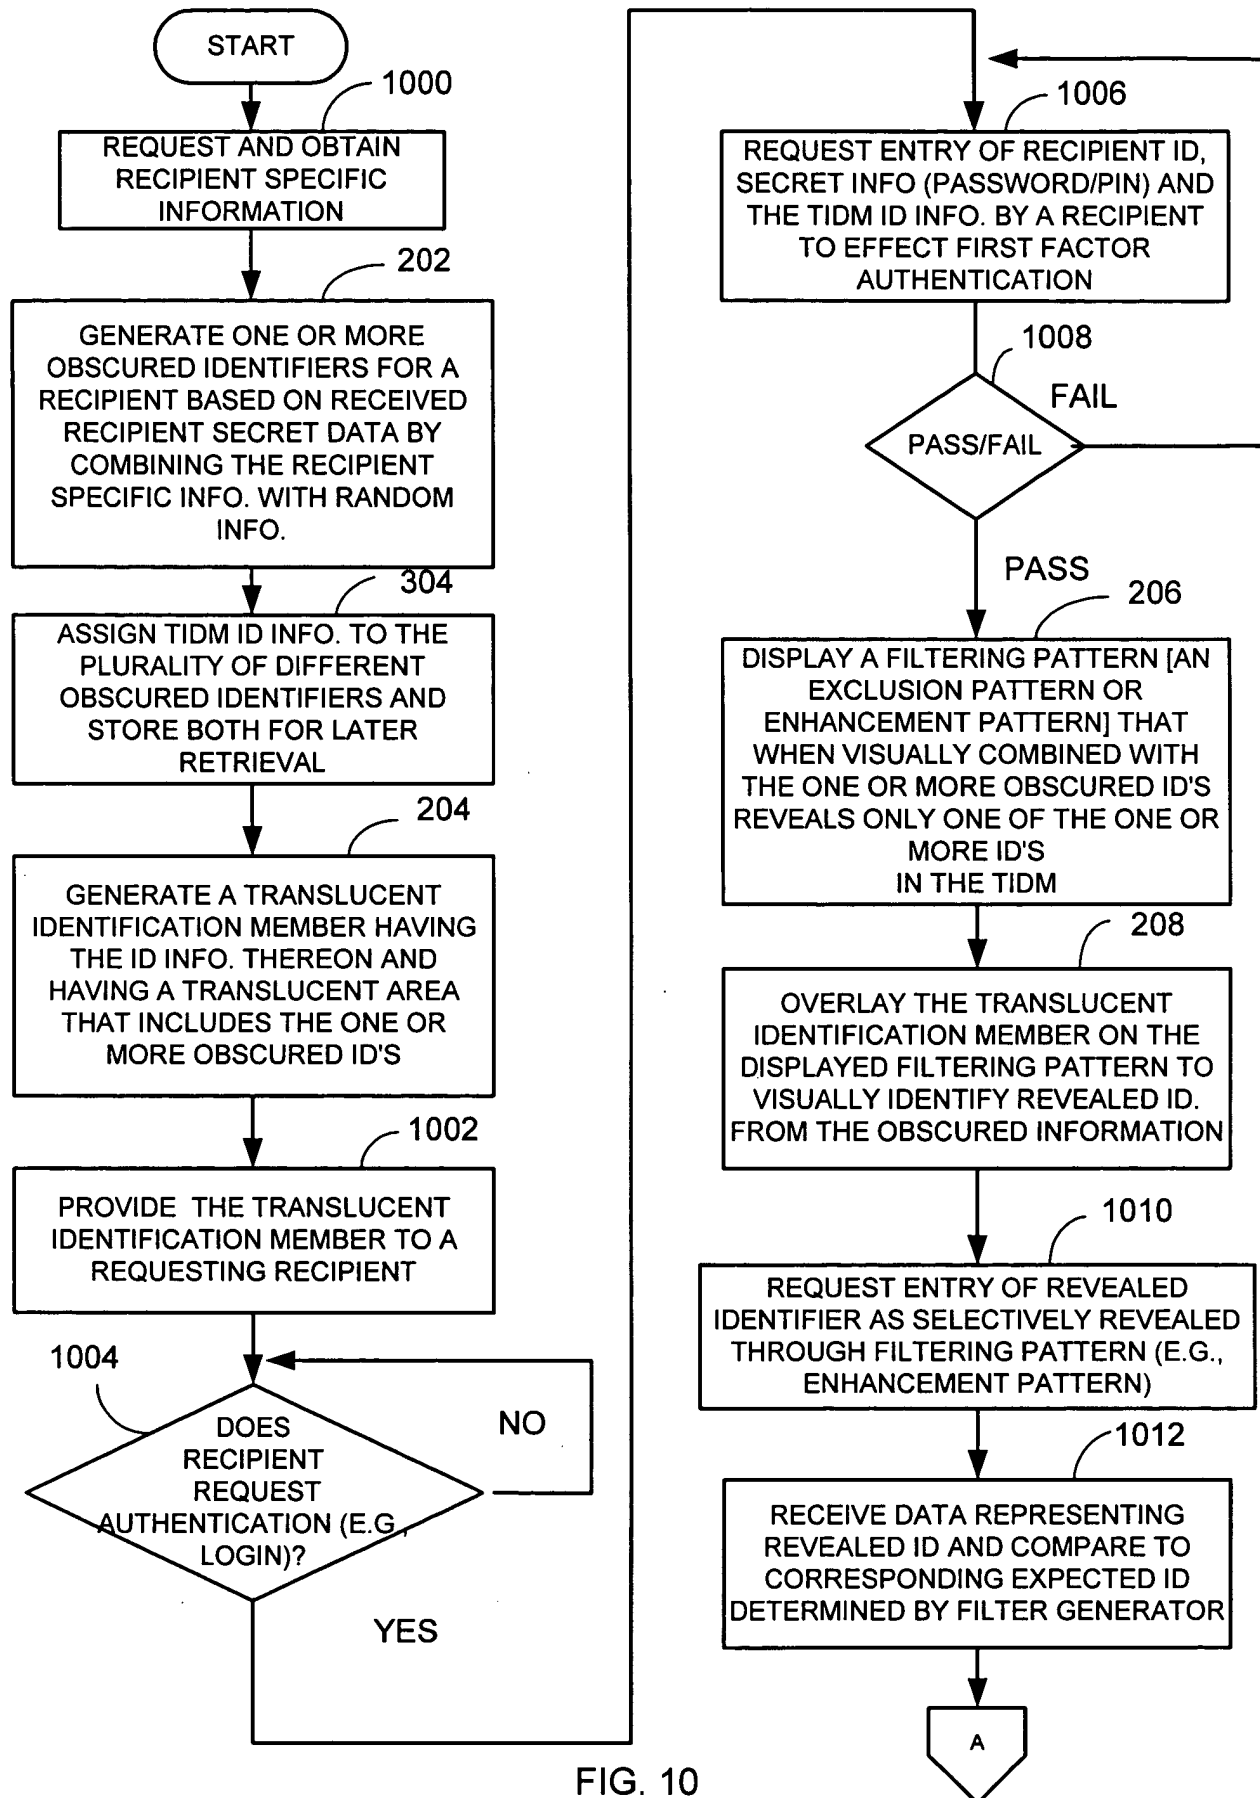 START
1000
REQUEST AND OBTAIN
RECIPIENT SPECIFIC
INFORMATION
202
GENERATE ONE OR MORE
OBSCURED IDENTIFIERS FOR A
RECIPIENT BASED ON RECEIVED
RECIPIENT SECRET DATA BY
COMBINING THE RECIPIENT
SPECIFIC INFO. WITH RANDOM
INFO.
304
ASSIGN TIDM ID INFO. TO THE
PLURALITY OF DIFFERENT
OBSCURED IDENTIFIERS AND
STORE BOTH FOR LATER
RETRIEVAL
204
GENERATE A TRANSLUCENT
IDENTIFICATION MEMBER HAVING
THE ID INFO. THEREON AND
HAVING A TRANSLUCENT AREA
THAT INCLUDES THE ONE OR
MORE OBSCURED ID'S
1002
PROVIDE THE TRANSLUCENT
IDENTIFICATION MEMBER TO A
REQUESTING RECIPIENT
1004
DOES
RECIPIENT
REQUEST
AUTHENTICATION (E.G.,
LOGIN)?
NO
YES
1006
REQUEST ENTRY OF RECIPIENT ID,
SECRET INFO (PASSWORD/PIN) AND
THE TIDM ID INFO. BY A RECIPIENT
TO EFFECT FIRST FACTOR
AUTHENTICATION
1008
FAIL
PASS/FAIL
PASS
206
DISPLAY A FILTERING PATTERN [AN
EXCLUSION PATTERN OR
ENHANCEMENT PATTERN] THAT
WHEN VISUALLY COMBINED WITH
THE ONE OR MORE OBSCURED ID'S
REVEALS ONLY ONE OF THE ONE OR
MORE ID'S
IN THE TIDM
208
OVERLAY THE TRANSLUCENT
IDENTIFICATION MEMBER ON THE
DISPLAYED FILTERING PATTERN TO
VISUALLY IDENTIFY REVEALED ID.
FROM THE OBSCURED INFORMATION
1010
REQUEST ENTRY OF REVEALED
IDENTIFIER AS SELECTIVELY REVEALED
THROUGH FILTERING PATTERN (E.G.,
ENHANCEMENT PATTERN)
1012
RECEIVE DATA REPRESENTING
REVEALED ID AND COMPARE TO
CORRESPONDING EXPECTED ID
DETERMINED BY FILTER GENERATOR
A
FIG. 10